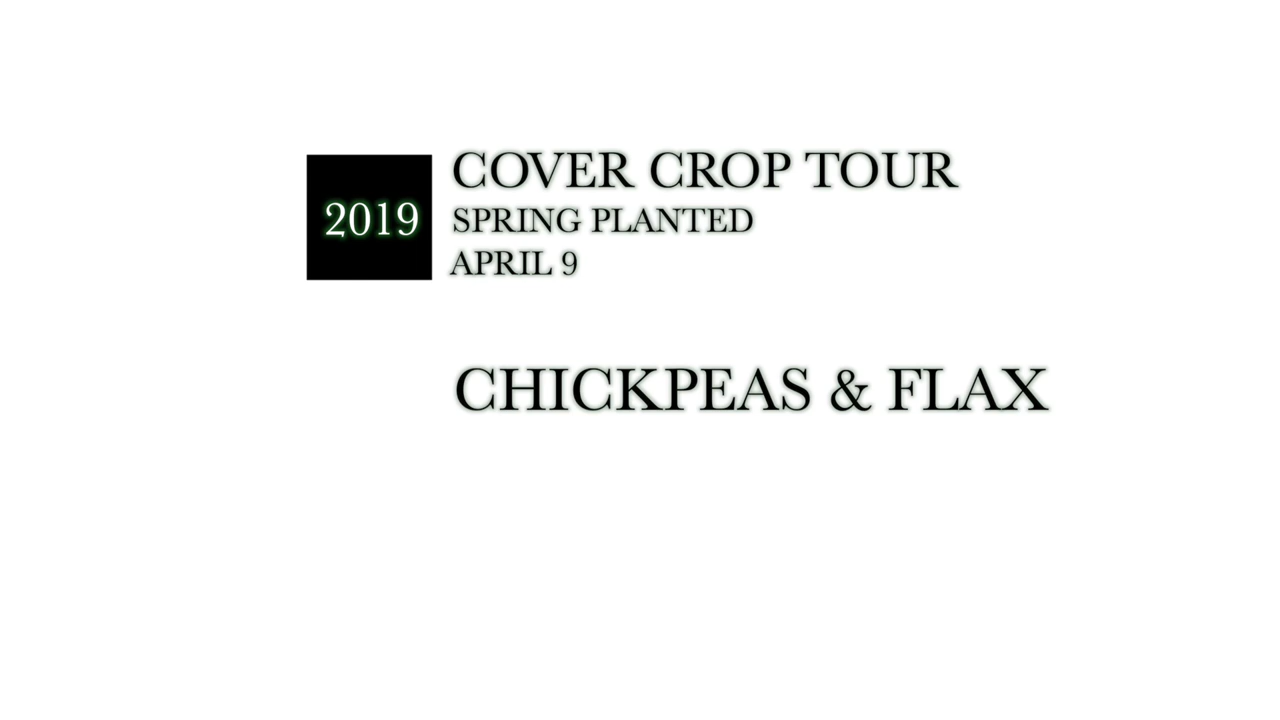 2019
COVER CROP TOUR
SPRING PLANTED
APRIL 9
CHICKPEAS & FLAX